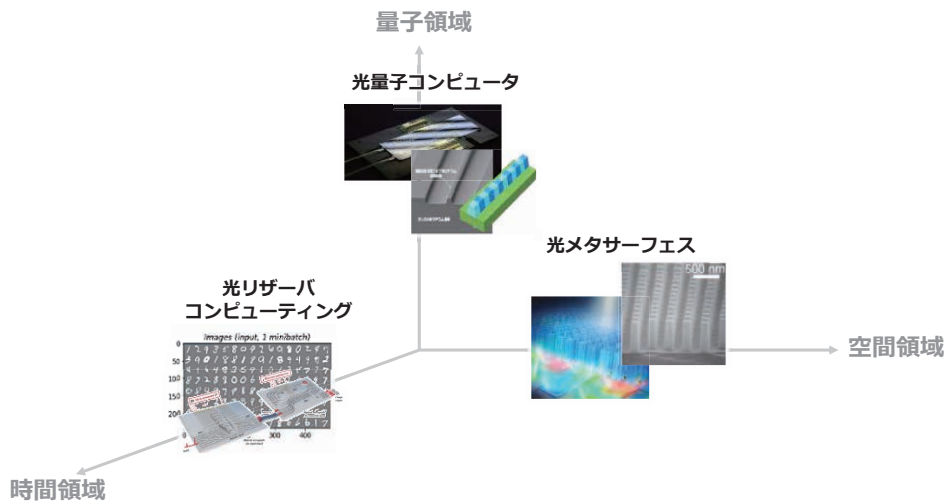 量子領域
光量子コンピュータ
光メタサーフェス
500 nm
光リザーバ
コンピューティング
Images (input, 1 minibatch)
0
50
100
150
200
0
300
400
空間領域
時間領域